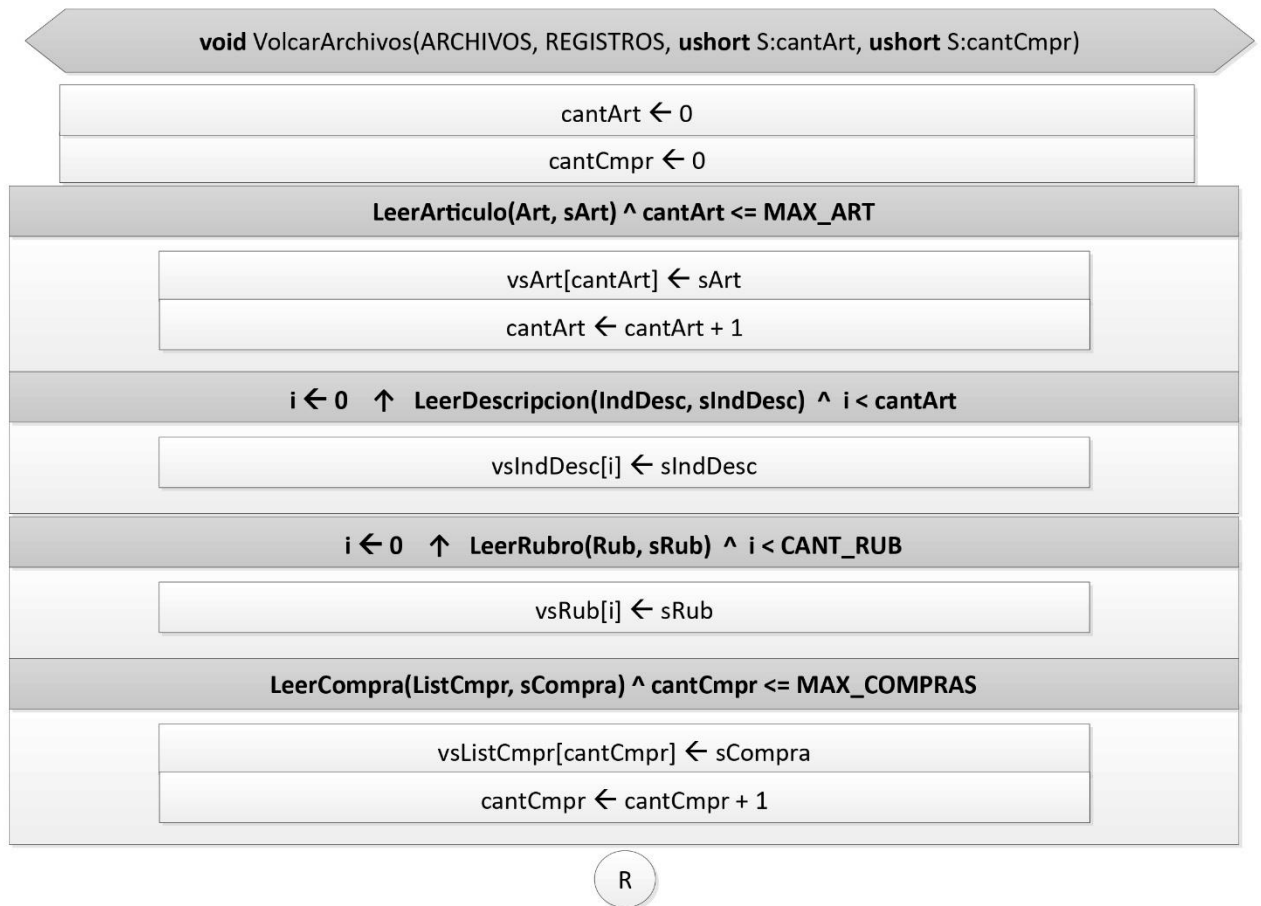 void VolcarArchivos(ARCHIVOS, REGISTROS, ushort S:cantArt, ushort S:cantCmpr)
cantArt ← 0
cantCmpr ← 0
LeerArticulo(Art, sArt) ^ cantArt <= MAX_ART
vsArt[cantArt] ← sArt
cantArt ← cantArt + 1
i ← 0 ↑ LeerDescripcion(IndDesc, sIndDesc) ^ i < cantArt
vsIndDesc[i] ← sIndDesc
i ← 0 ↑ LeerRubro(Rub, sRub) ^ i < CANT_RUB
vsRub[i] ← sRub
LeerCompra(ListCmpr, sCompra) ^ cantCmpr <= MAX_COMPRAS
vsListCmpr[cantCmpr] ← sCompra
cantCmpr ← cantCmpr + 1
R